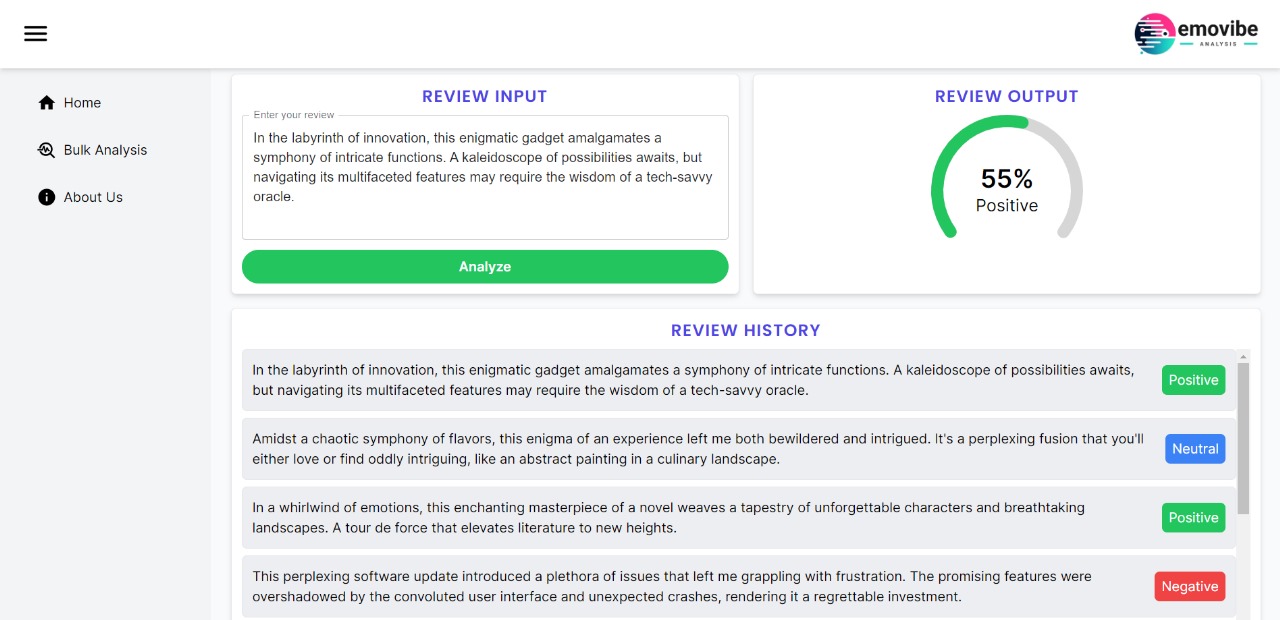 emovibe
ANALYSIS
Home
Bulk Analysis
About Us
REVIEW INPUT
Enter your review
In the labyrinth of innovation, this enigmatic gadget amalgamates a
symphony of intricate functions. A kaleidoscope of possibilities awaits, but
navigating its multifaceted features may require the wisdom of a tech-savvy
oracle.
Analyze
REVIEW OUTPUT
55%
Positive
REVIEW HISTORY
In the labyrinth of innovation, this enigmatic gadget amalgamates a symphony of intricate functions. A kaleidoscope of possibilities awaits,
but navigating its multifaceted features may require the wisdom of a tech-savvy oracle.
Positive
Amidst a chaotic symphony of flavors, this enigma of an experience left me both bewildered and intrigued. It's a perplexing fusion that you'll
either love or find oddly intriguing, like an abstract painting in a culinary landscape.
Neutral
In a whirlwind of emotions, this enchanting masterpiece of a novel weaves a tapestry of unforgettable characters and breathtaking
landscapes. A tour de force that elevates literature to new heights.
Positive
This perplexing software update introduced a plethora of issues that left me grappling with frustration. The promising features were
overshadowed by the convoluted user interface and unexpected crashes, rendering it a regrettable investment.
Negative